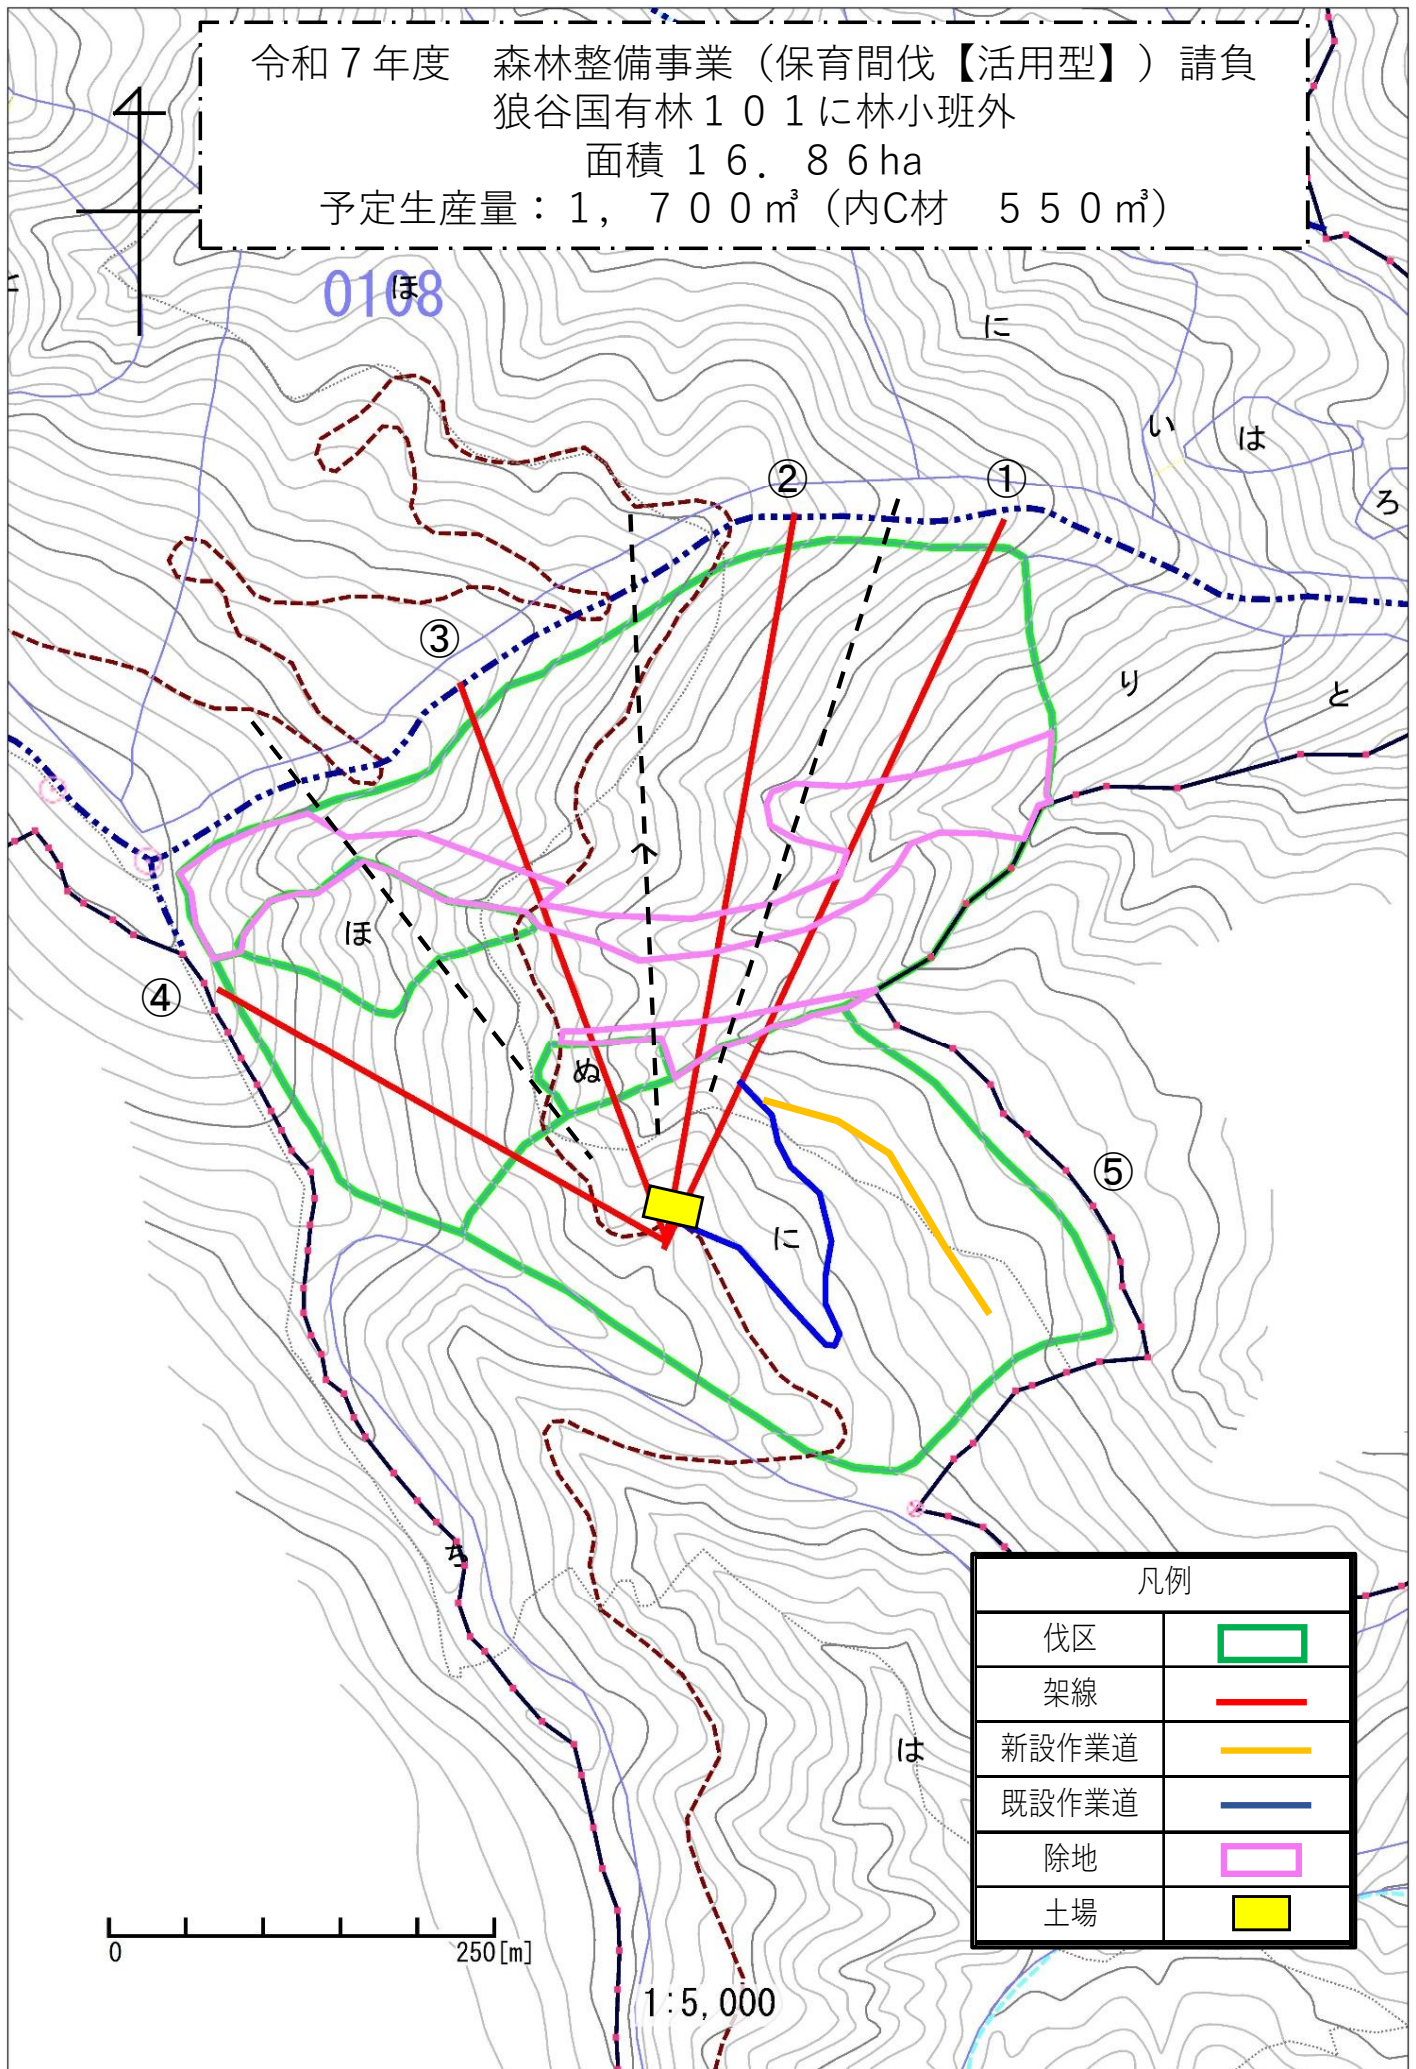 令和７年度　森林整備事業（保育間伐【活用型】）請負
狼谷国有林１０１に林小班外
面積 １６．８６ha
予定生産量：１，７００㎥（内C材　５５０㎥）
0108
ほ
に
い
は
ろ
②
①
③
り
と
へ
ほ
④
ぬ
⑤
に
ち
は
凡例
伐区
架線
新設作業道
既設作業道
除地
土場
0
250[m]
1:5,000